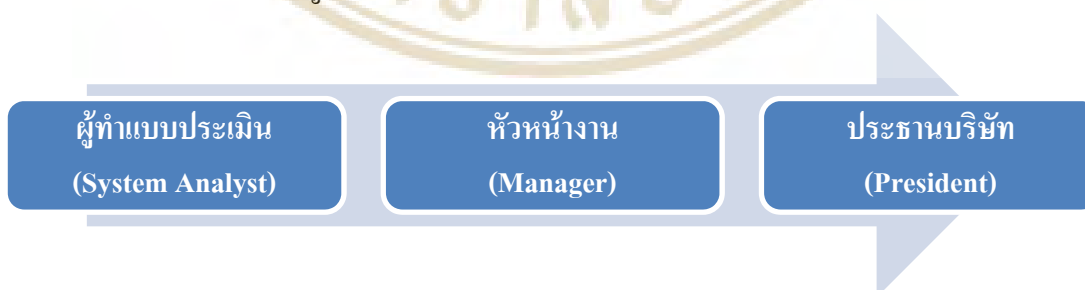 ผู้ทำแบบประเมิน
(System Analyst)
หัวหน้างาน
(Manager)
ประธานบริษัท
(President)